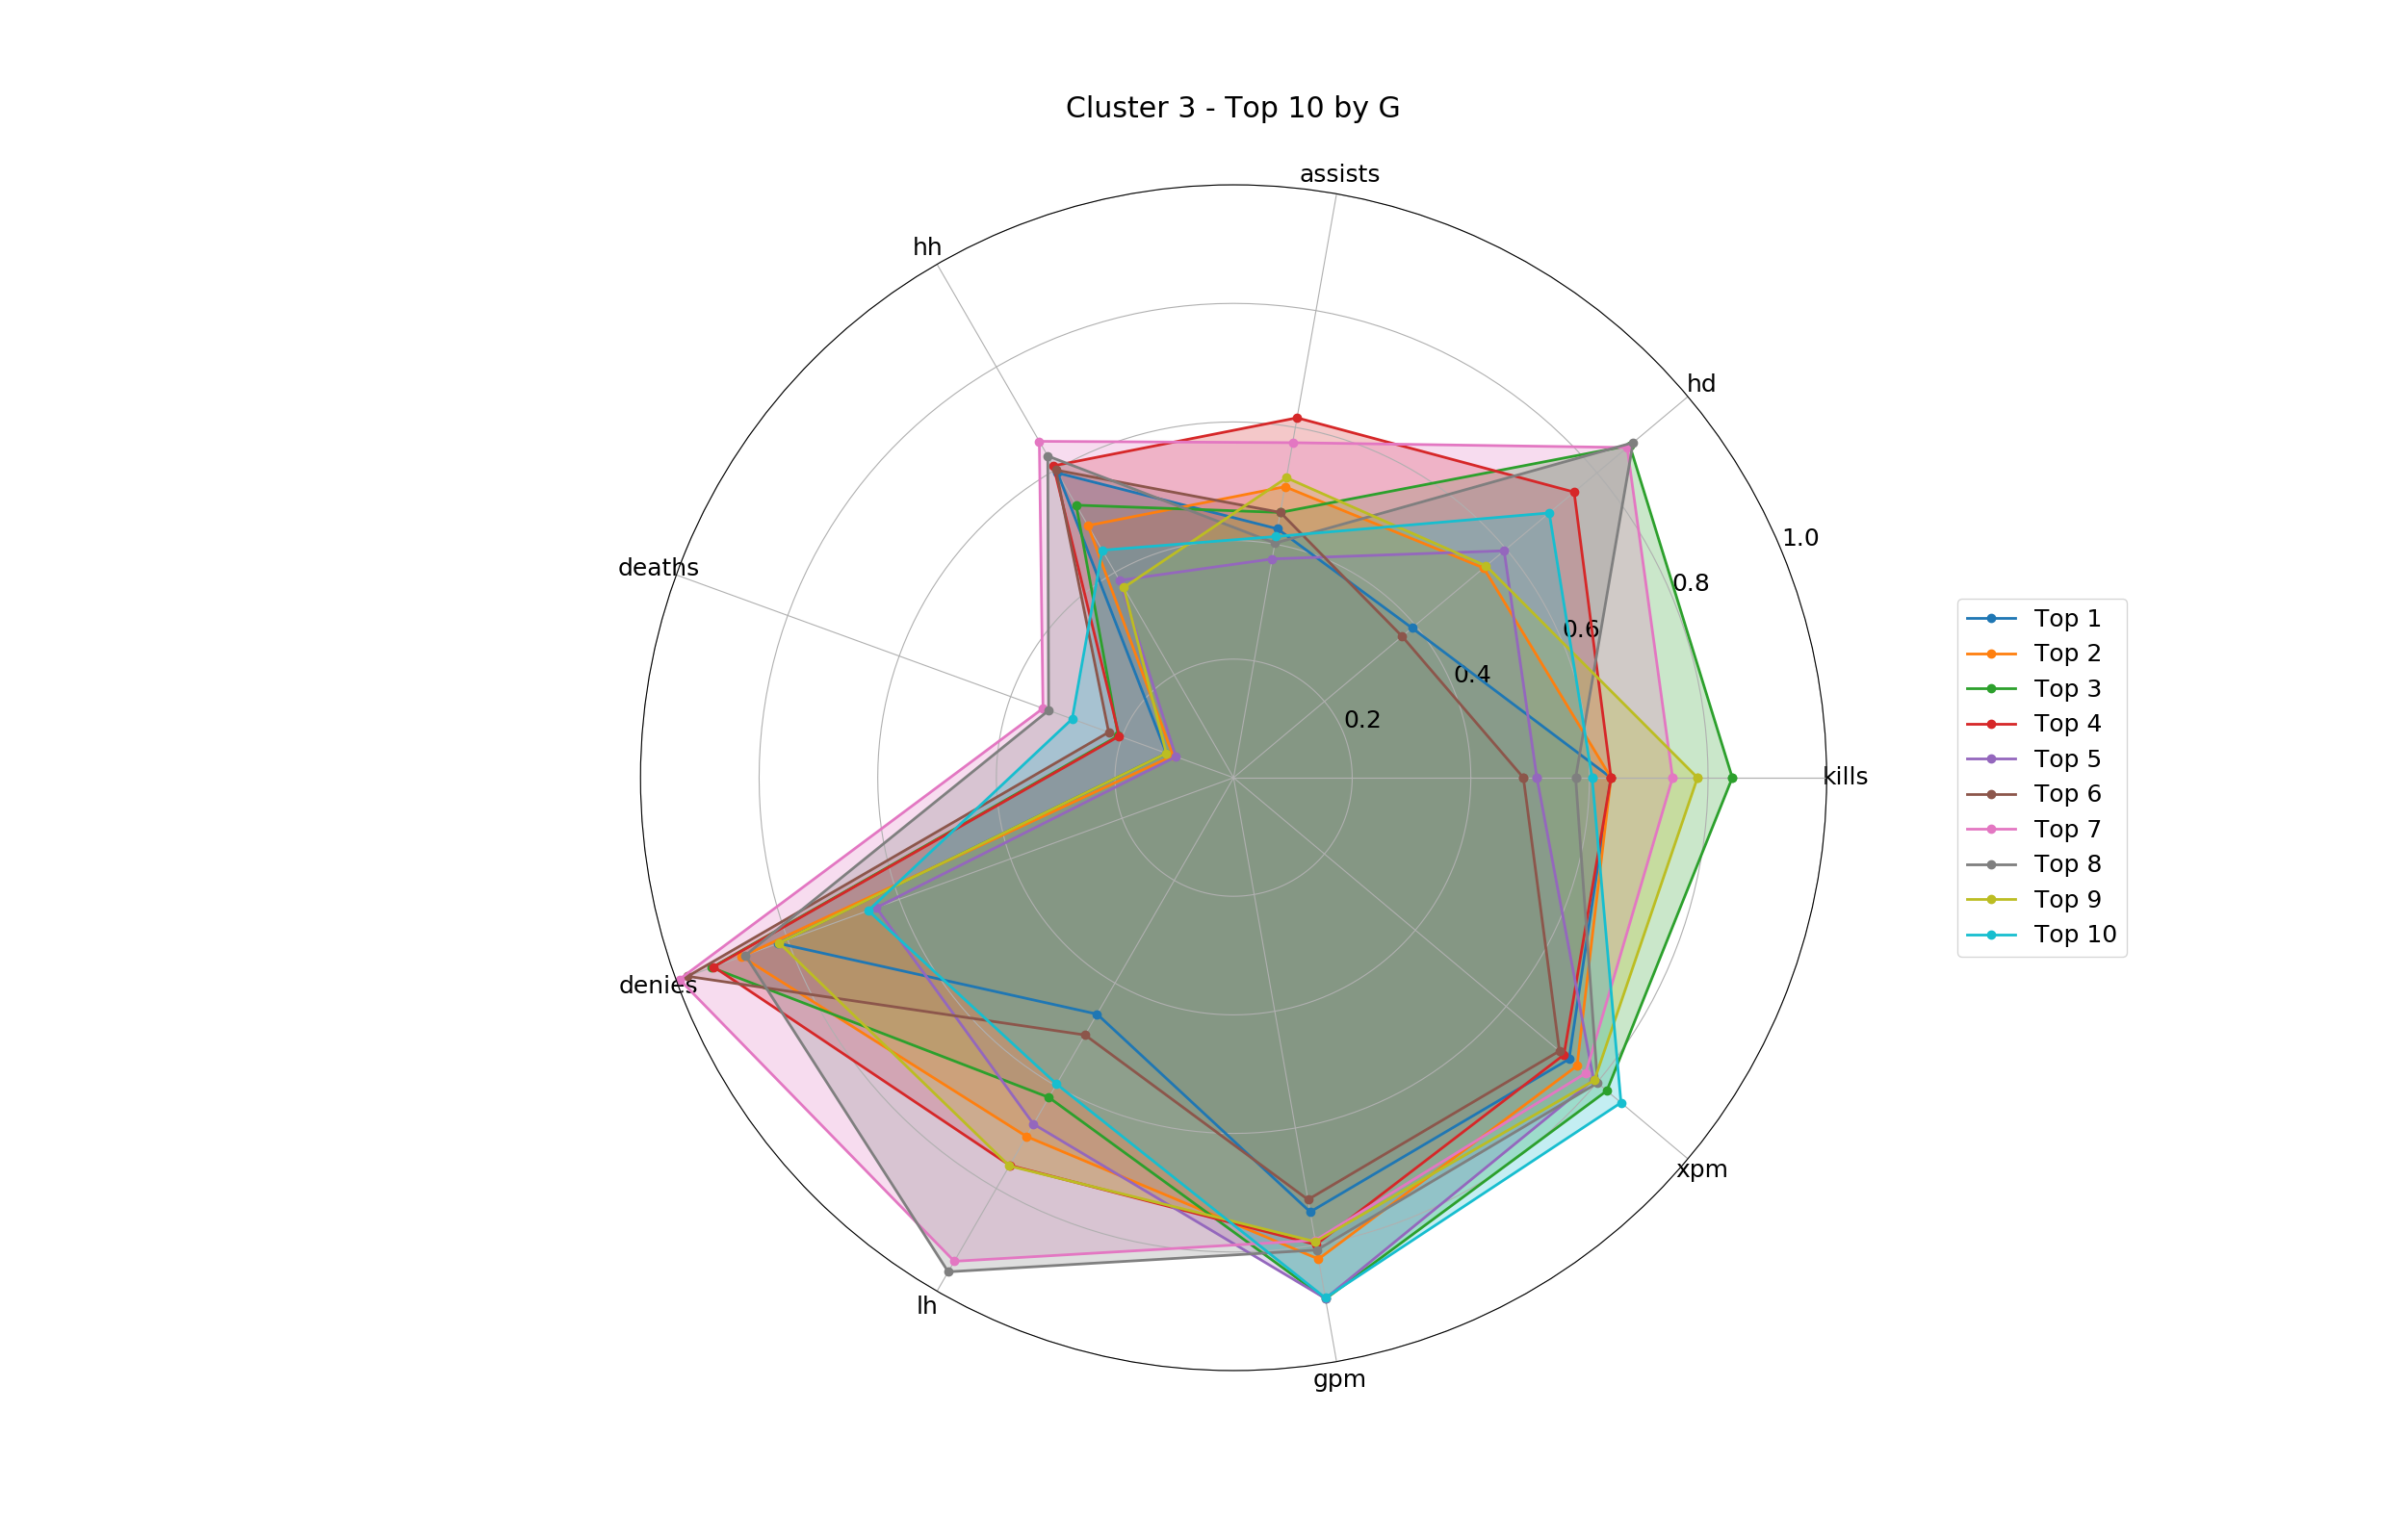 Cluster 3 - Top 10 by G
assists
hh
hd
deaths
kills
denies
lh
gpm
xpm
0.2
0.4
0.6
0.8
1.0
Top 1
Top 2
Top 3
Top 4
Top 5
Top 6
Top 7
Top 8
Top 9
Top 10